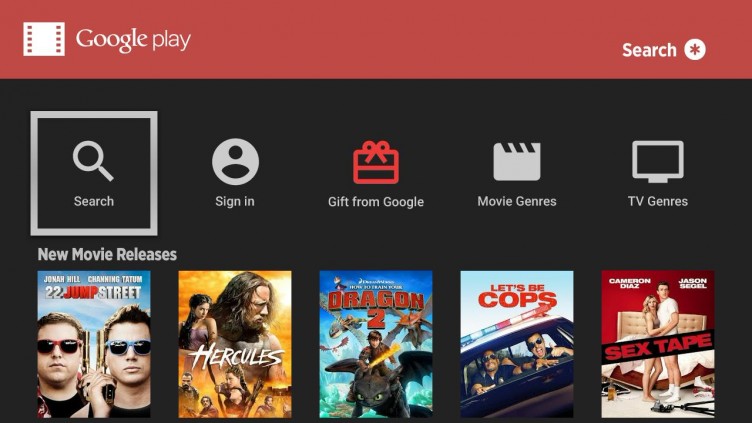 Google play
Search *
Search
Sign in
Gift from Google
Movie Genres
TV Genres
New Movie Releases
JONAH HILL CHANNING TATUM
22 JUMP STREET
HERCULES
DREAMWORKS
HOW TO TRAIN YOUR
DRAGON
2
LET'S BE
COPS
CAMERON
DIAZ
JASON
SEGEL
SEX TAPE